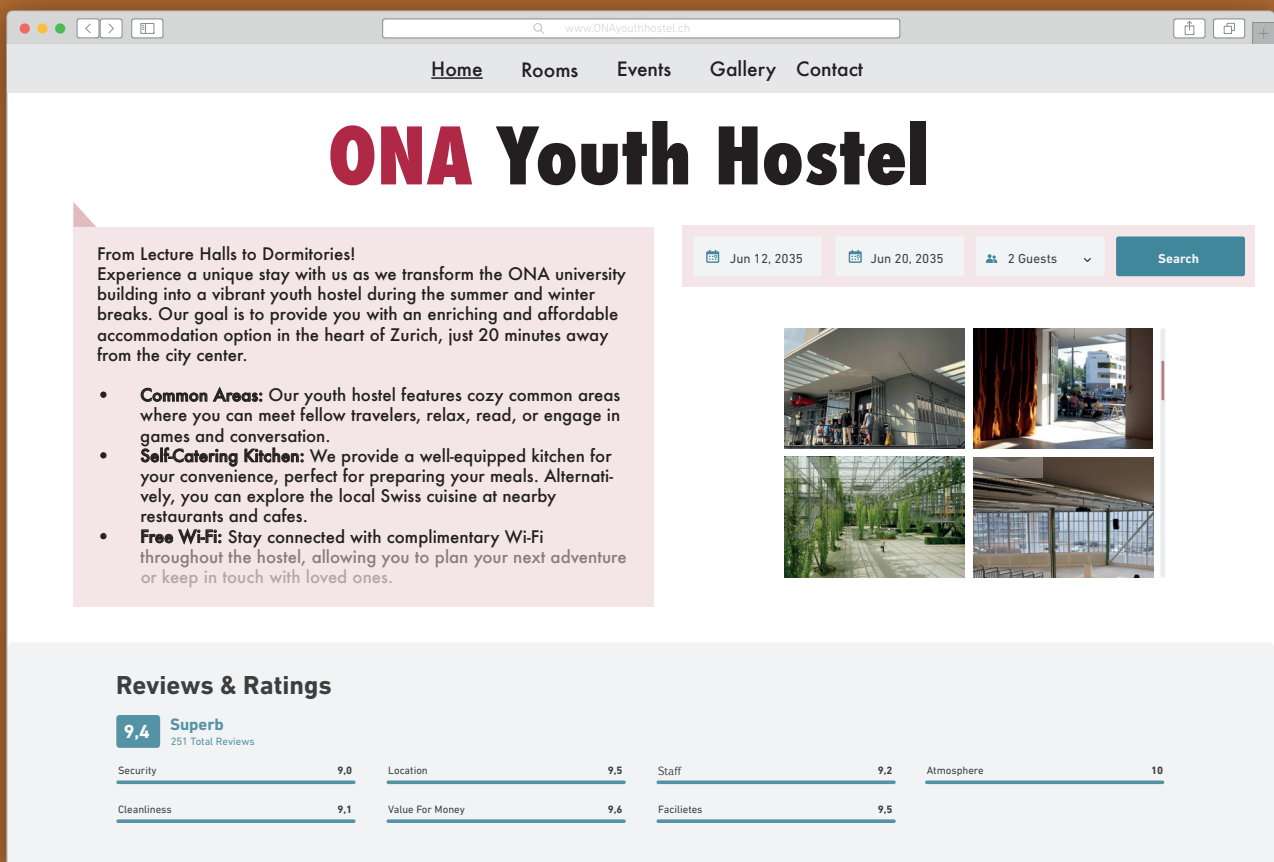 www.ONAyouthhostel.ch
Home Rooms Events Gallery Contact
ONA Youth Hostel
From Lecture Halls to Dormitories!
Experience a unique stay with us as we transform the ONA university
building into a vibrant youth hostel during the summer and winter
breaks. Our goal is to provide you with an enriching and affordable
accommodation option in the heart of Zurich, just 20 minutes away
from the city center.
• Common Areas: Our youth hostel features cozy common areas
where you can meet fellow travelers, relax, read, or engage in
games and conversation.
• Self-Catering Kitchen: We provide a well-equipped kitchen for
your convenience, perfect for preparing your meals. Alternati-
vely, you can explore the local Swiss cuisine at nearby
restaurants and cafes.
• Free Wi-Fi: Stay connected with complimentary Wi-Fi
throughout the hostel, allowing you to plan your next adventure
or keep in touch with loved ones.
Jun 12, 2035 Jun 20, 2035 2 Guests Search
Reviews & Ratings
9,4 Superb
251 Total Reviews
Security 9,0 Location 9,5 Staff 9,2 Atmosphere 10
Cleanliness 9,1 Value For Money 9,6 Facilietes 9,5